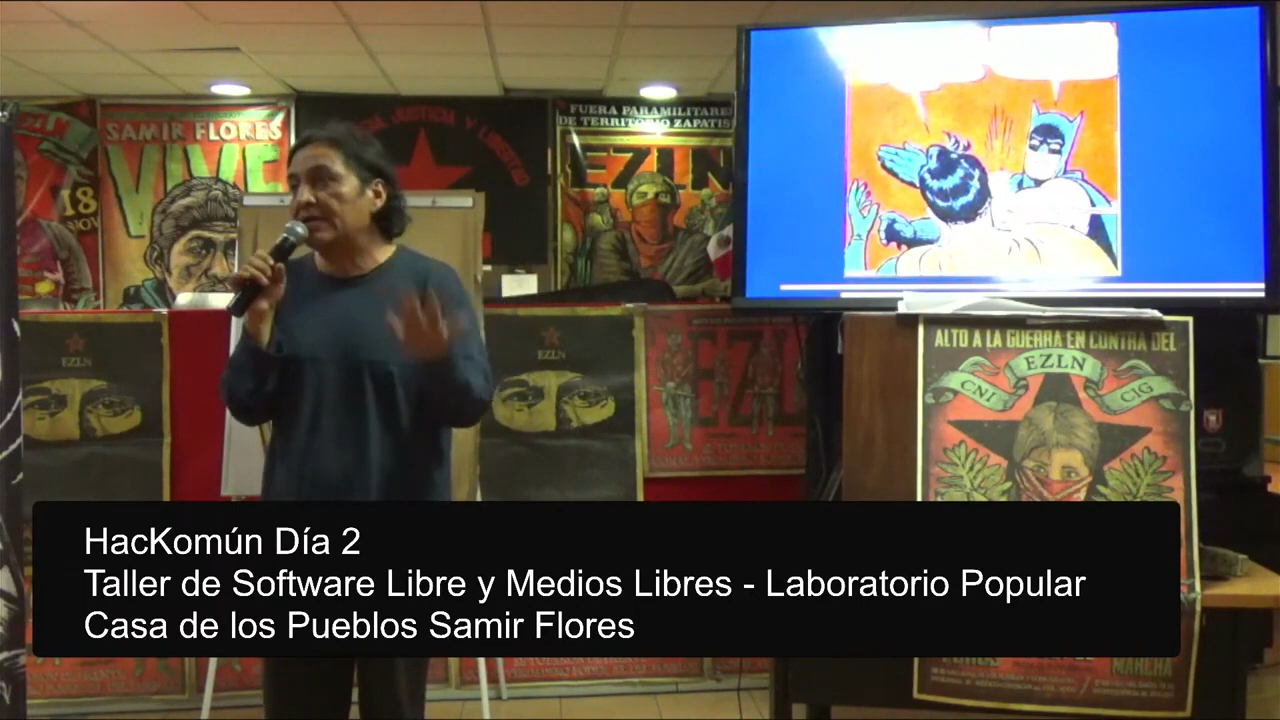 SAMIR FLORES
VIVE
18
NOV
JUSTICIA Y LIBERTAD
FUERA PARAMILITARES
DE TERRITORIO ZAPATIS
EZLN
EZLN
EZLN
EZLN
ALTO A LA GUERRA EN CONTRA DEL
EZLN
CNI
CIG
HacKomún Día 2
Taller de Software Libre y Medios Libres - Laboratorio Popular
Casa de los Pueblos Samir Flores
MARCHA